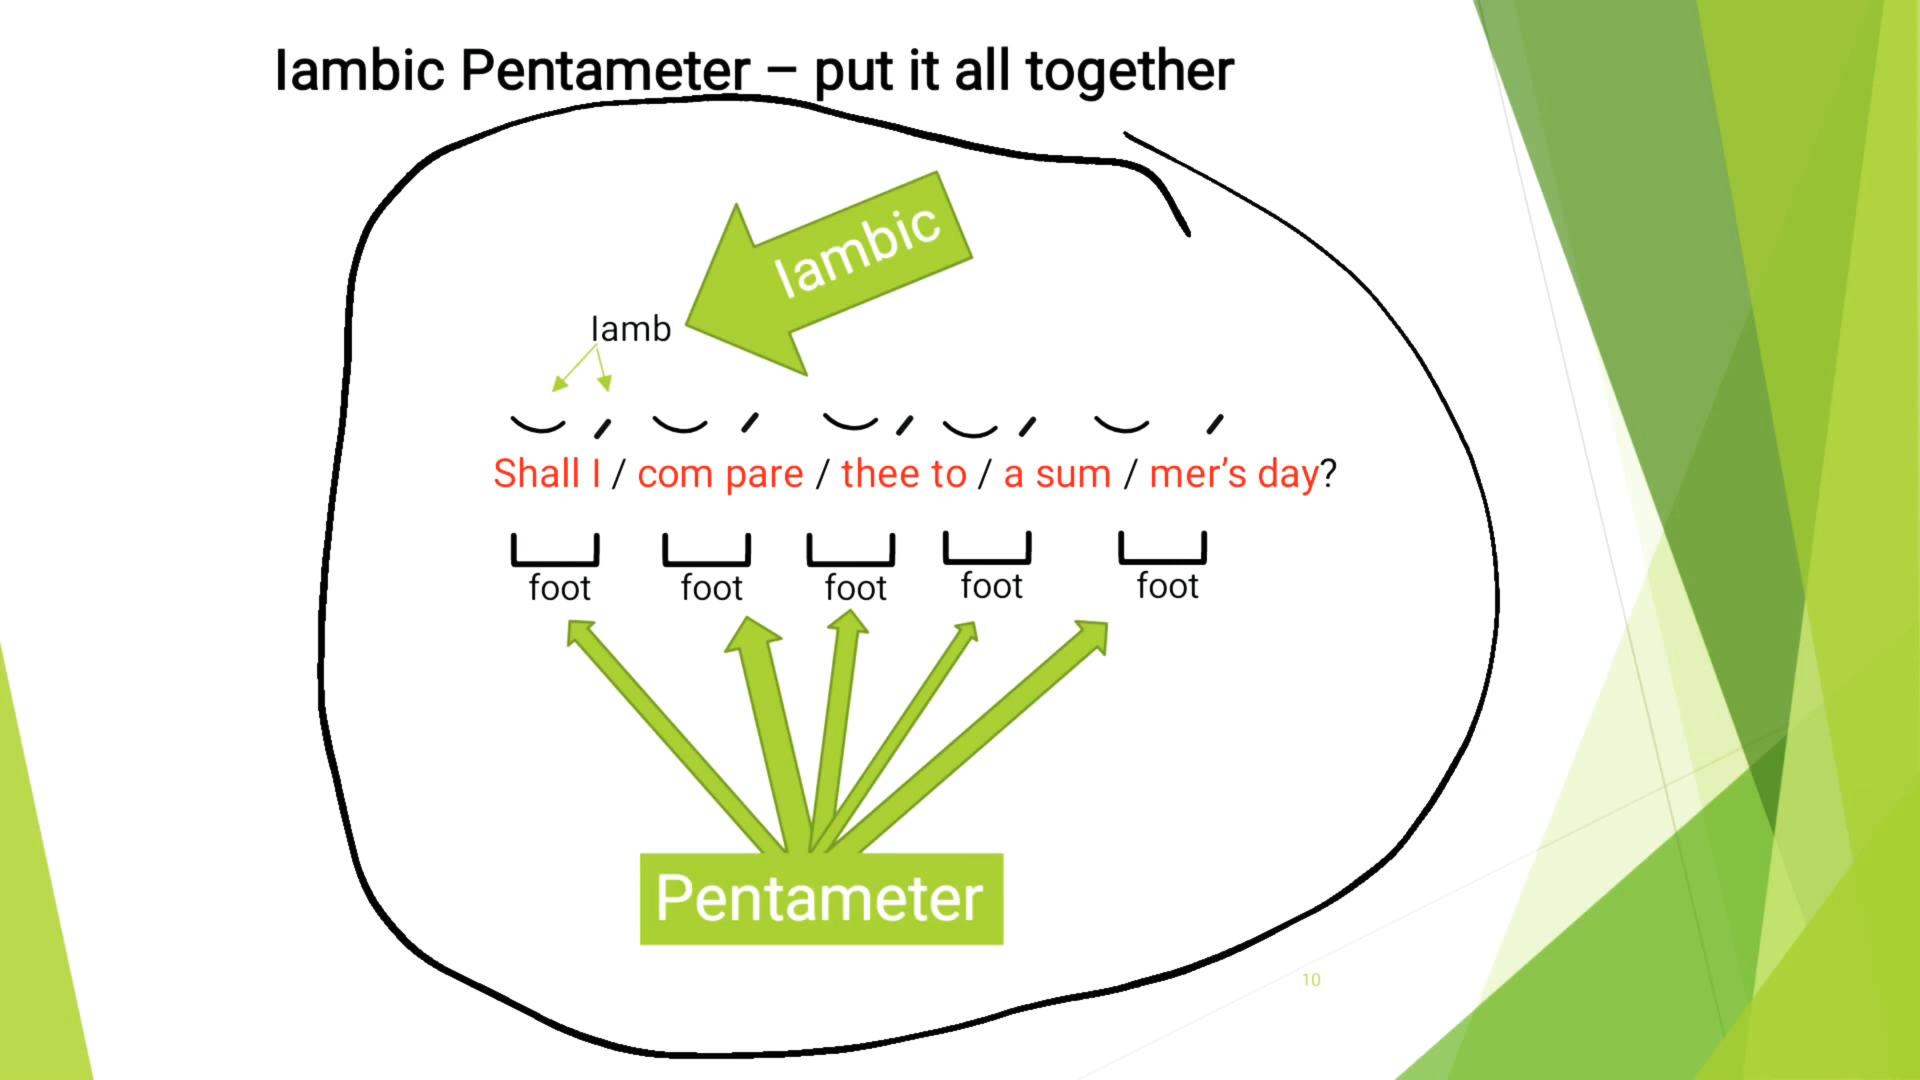 Iambic Pentameter – put it all together
Iambic
Iamb
Shall I / com pare / thee to / a sum / mer’s day?
foot foot foot foot foot
Pentameter
10